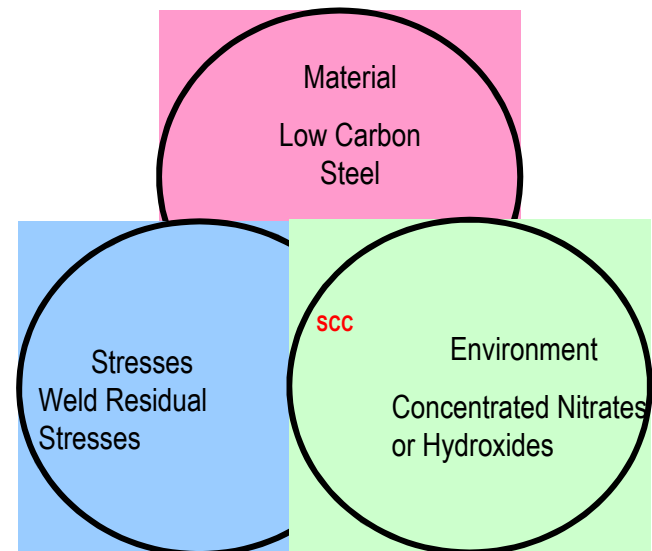 Material
Low Carbon
Steel
SCC
Stresses
Weld Residual
Stresses
Environment
Concentrated Nitrates
or Hydroxides